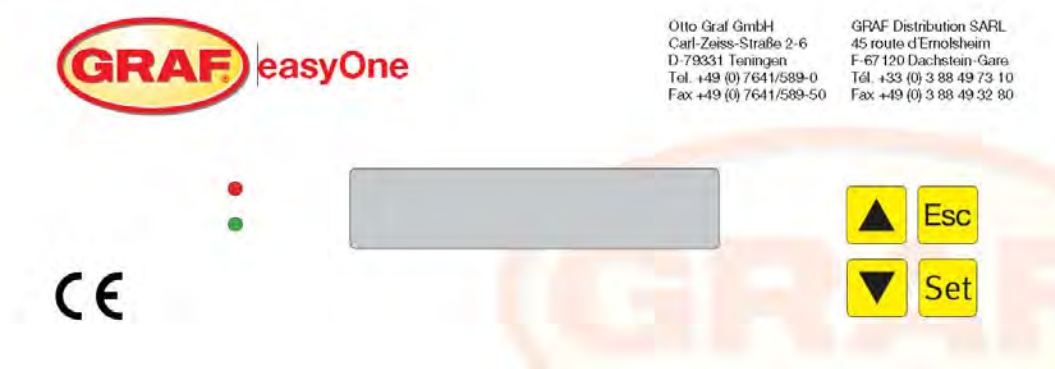 GRAF
easyOne
Otto Graf GmbH
Carl-Zeiss-Straße 2-6
D-79331 Teningen
Tel. +49 (0) 7641/589-0
Fax +49 (0) 7641/589-50
GRAF Distribution SARL
45 route d'Ernolsheim
F-67120 Dachstein-Gare
Tél. +33 (0) 3 88 49 73 10
Fax +49 (0) 3 88 49 32 80
Esc
Set
CE
GRAF